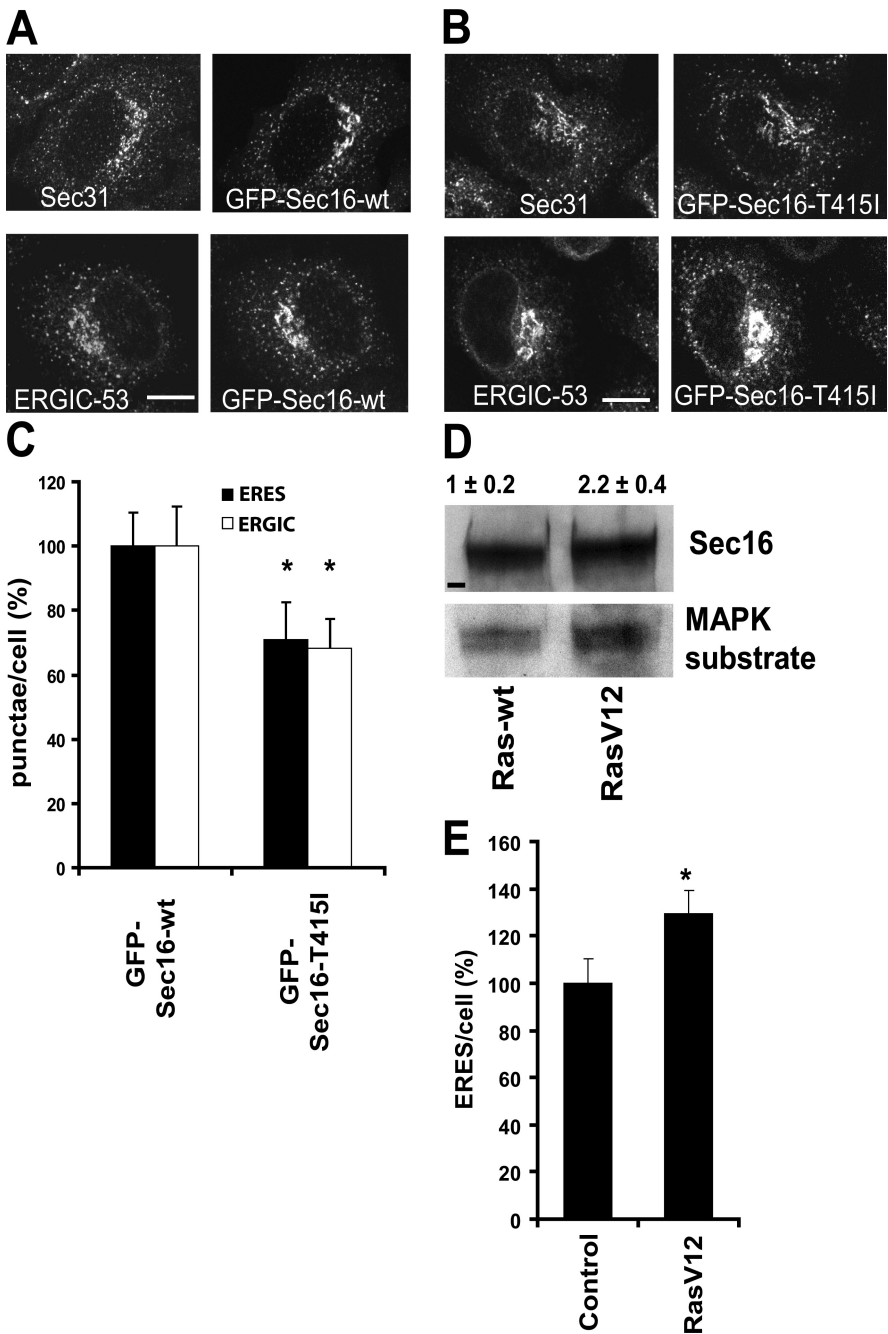 A
B
Sec31
GFP-Sec16-wt
Sec31
GFP-Sec16-T415I
ERGIC-53
GFP-Sec16-wt
ERGIC-53
GFP-Sec16-T415I
C
punctae/cell (%)
120
100
80
60
40
20
0
ERES
ERGIC
*
*
GFP-
Sec16-wt
GFP-
Sec16-T415I
D
1 ± 0.2
2.2 ± 0.4
Sec16
MAPK
substrate
Ras-wt
RasV12
E
ERES/cell (%)
160
140
120
100
80
60
40
20
0
*
Control
RasV12